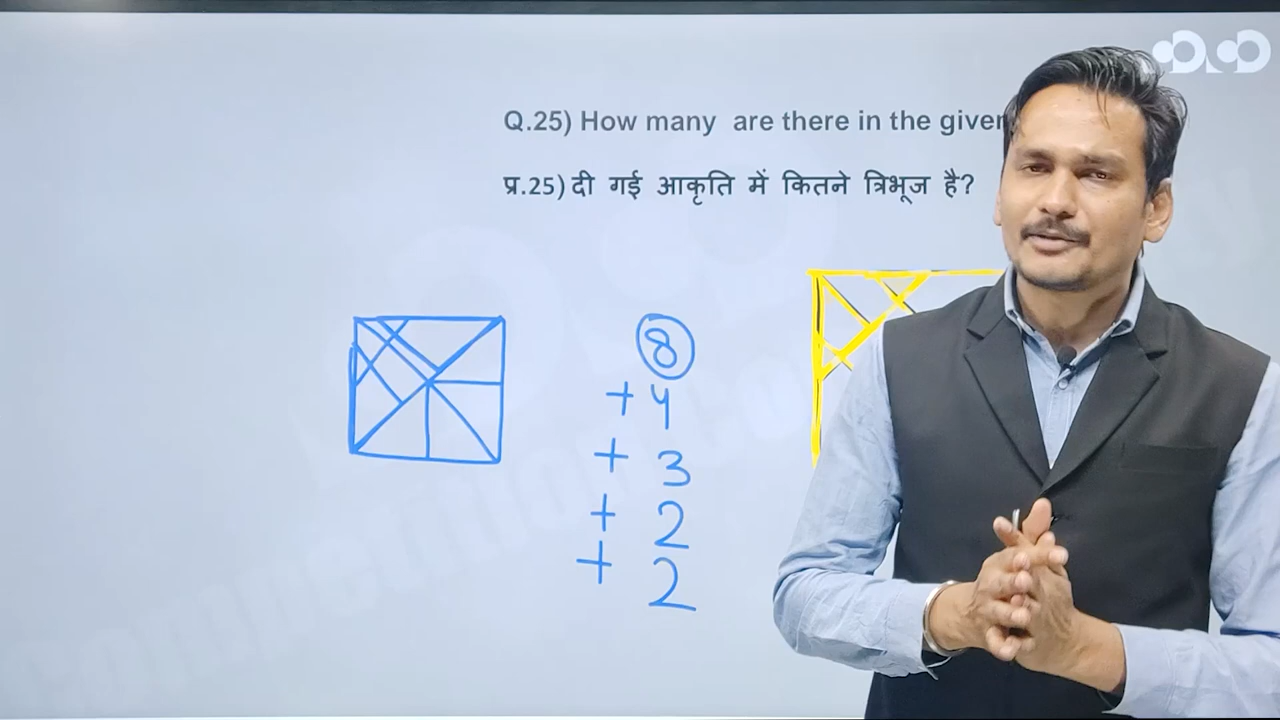 Q.25) How many  are there in the given
प्र.25) दी गई आकृति में कितने त्रिभूज है?
8
+ 4
+ 3
+ 2
+ 2